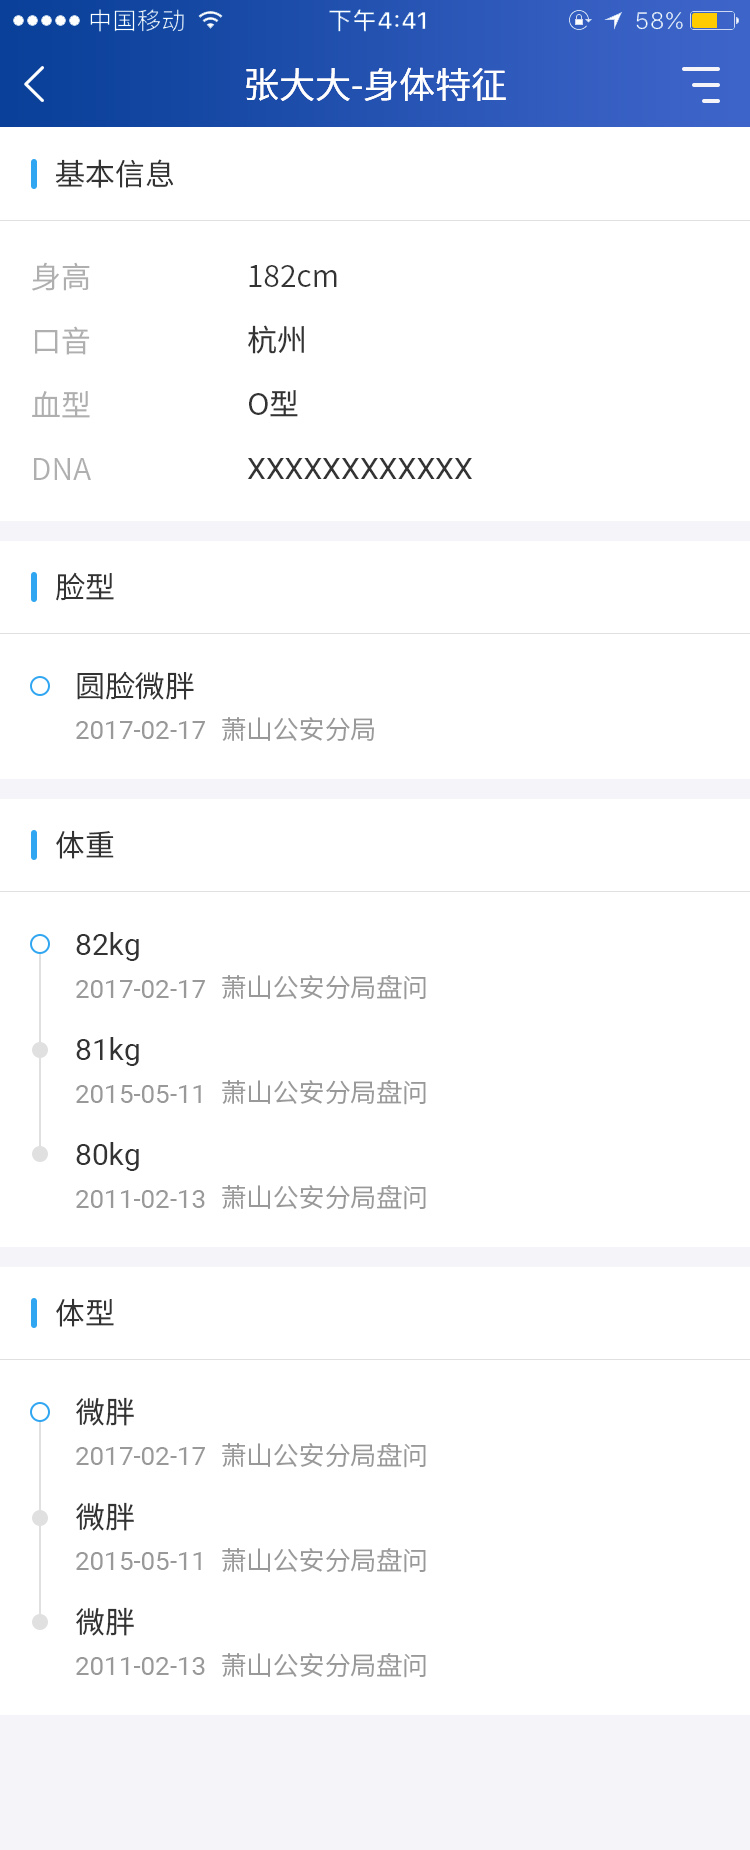 中国移动 下午4:41 58%
张大大-身体特征
基本信息
身高 182cm
口音 杭州
血型 O型
DNA XXXXXXXXXXXX
脸型
圆脸微胖
2017-02-17 萧山公安分局
体重
82kg
2017-02-17 萧山公安分局盘问
81kg
2015-05-11 萧山公安分局盘问
80kg
2011-02-13 萧山公安分局盘问
体型
微胖
2017-02-17 萧山公安分局盘问
微胖
2015-05-11 萧山公安分局盘问
微胖
2011-02-13 萧山公安分局盘问